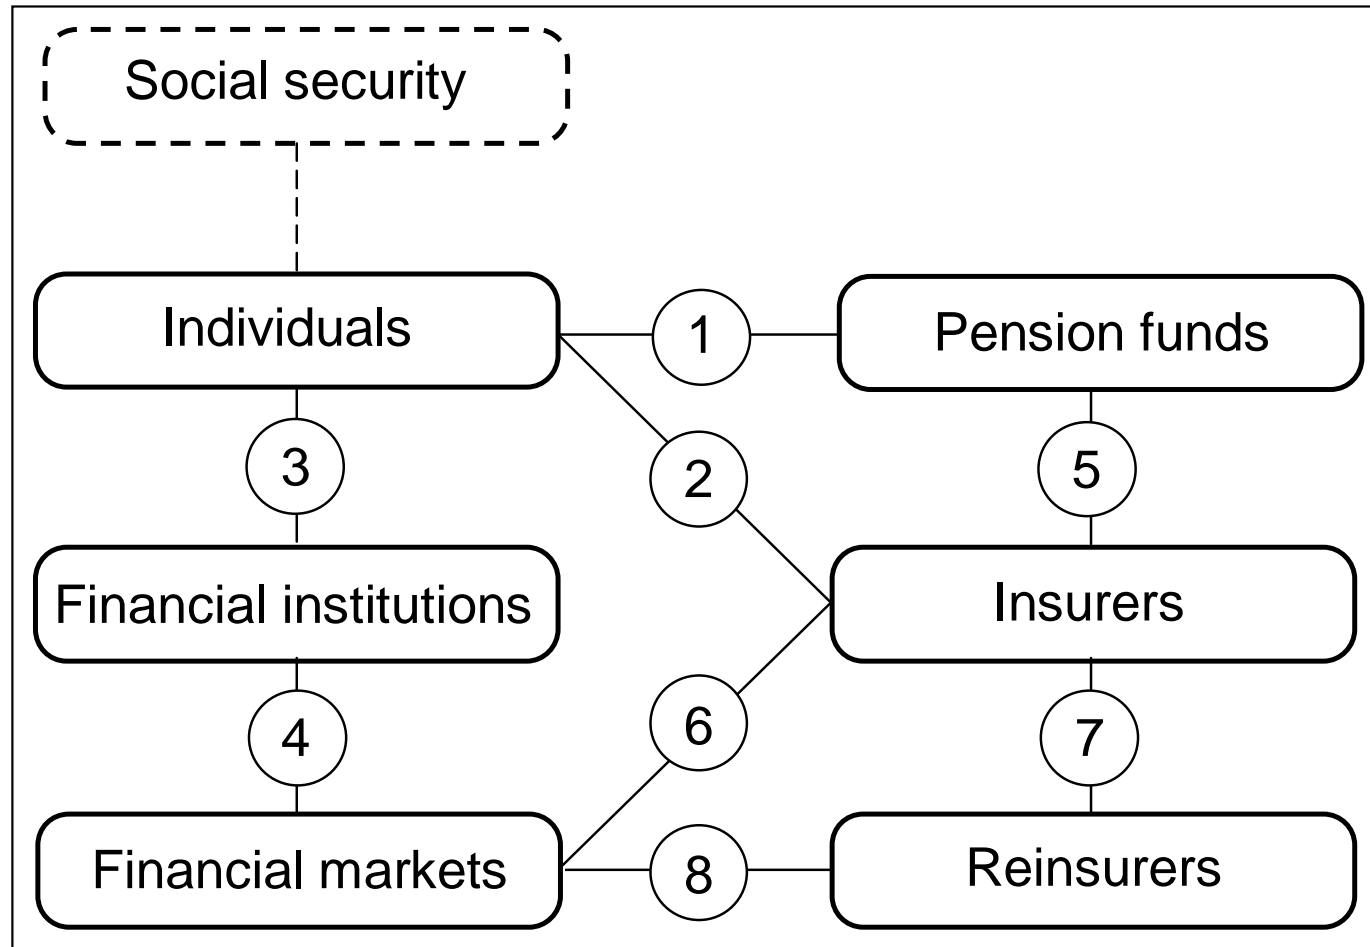 Social security
Individuals
1
Pension funds
3
2
5
Financial institutions
Insurers
4
6
7
Financial markets
8
Reinsurers